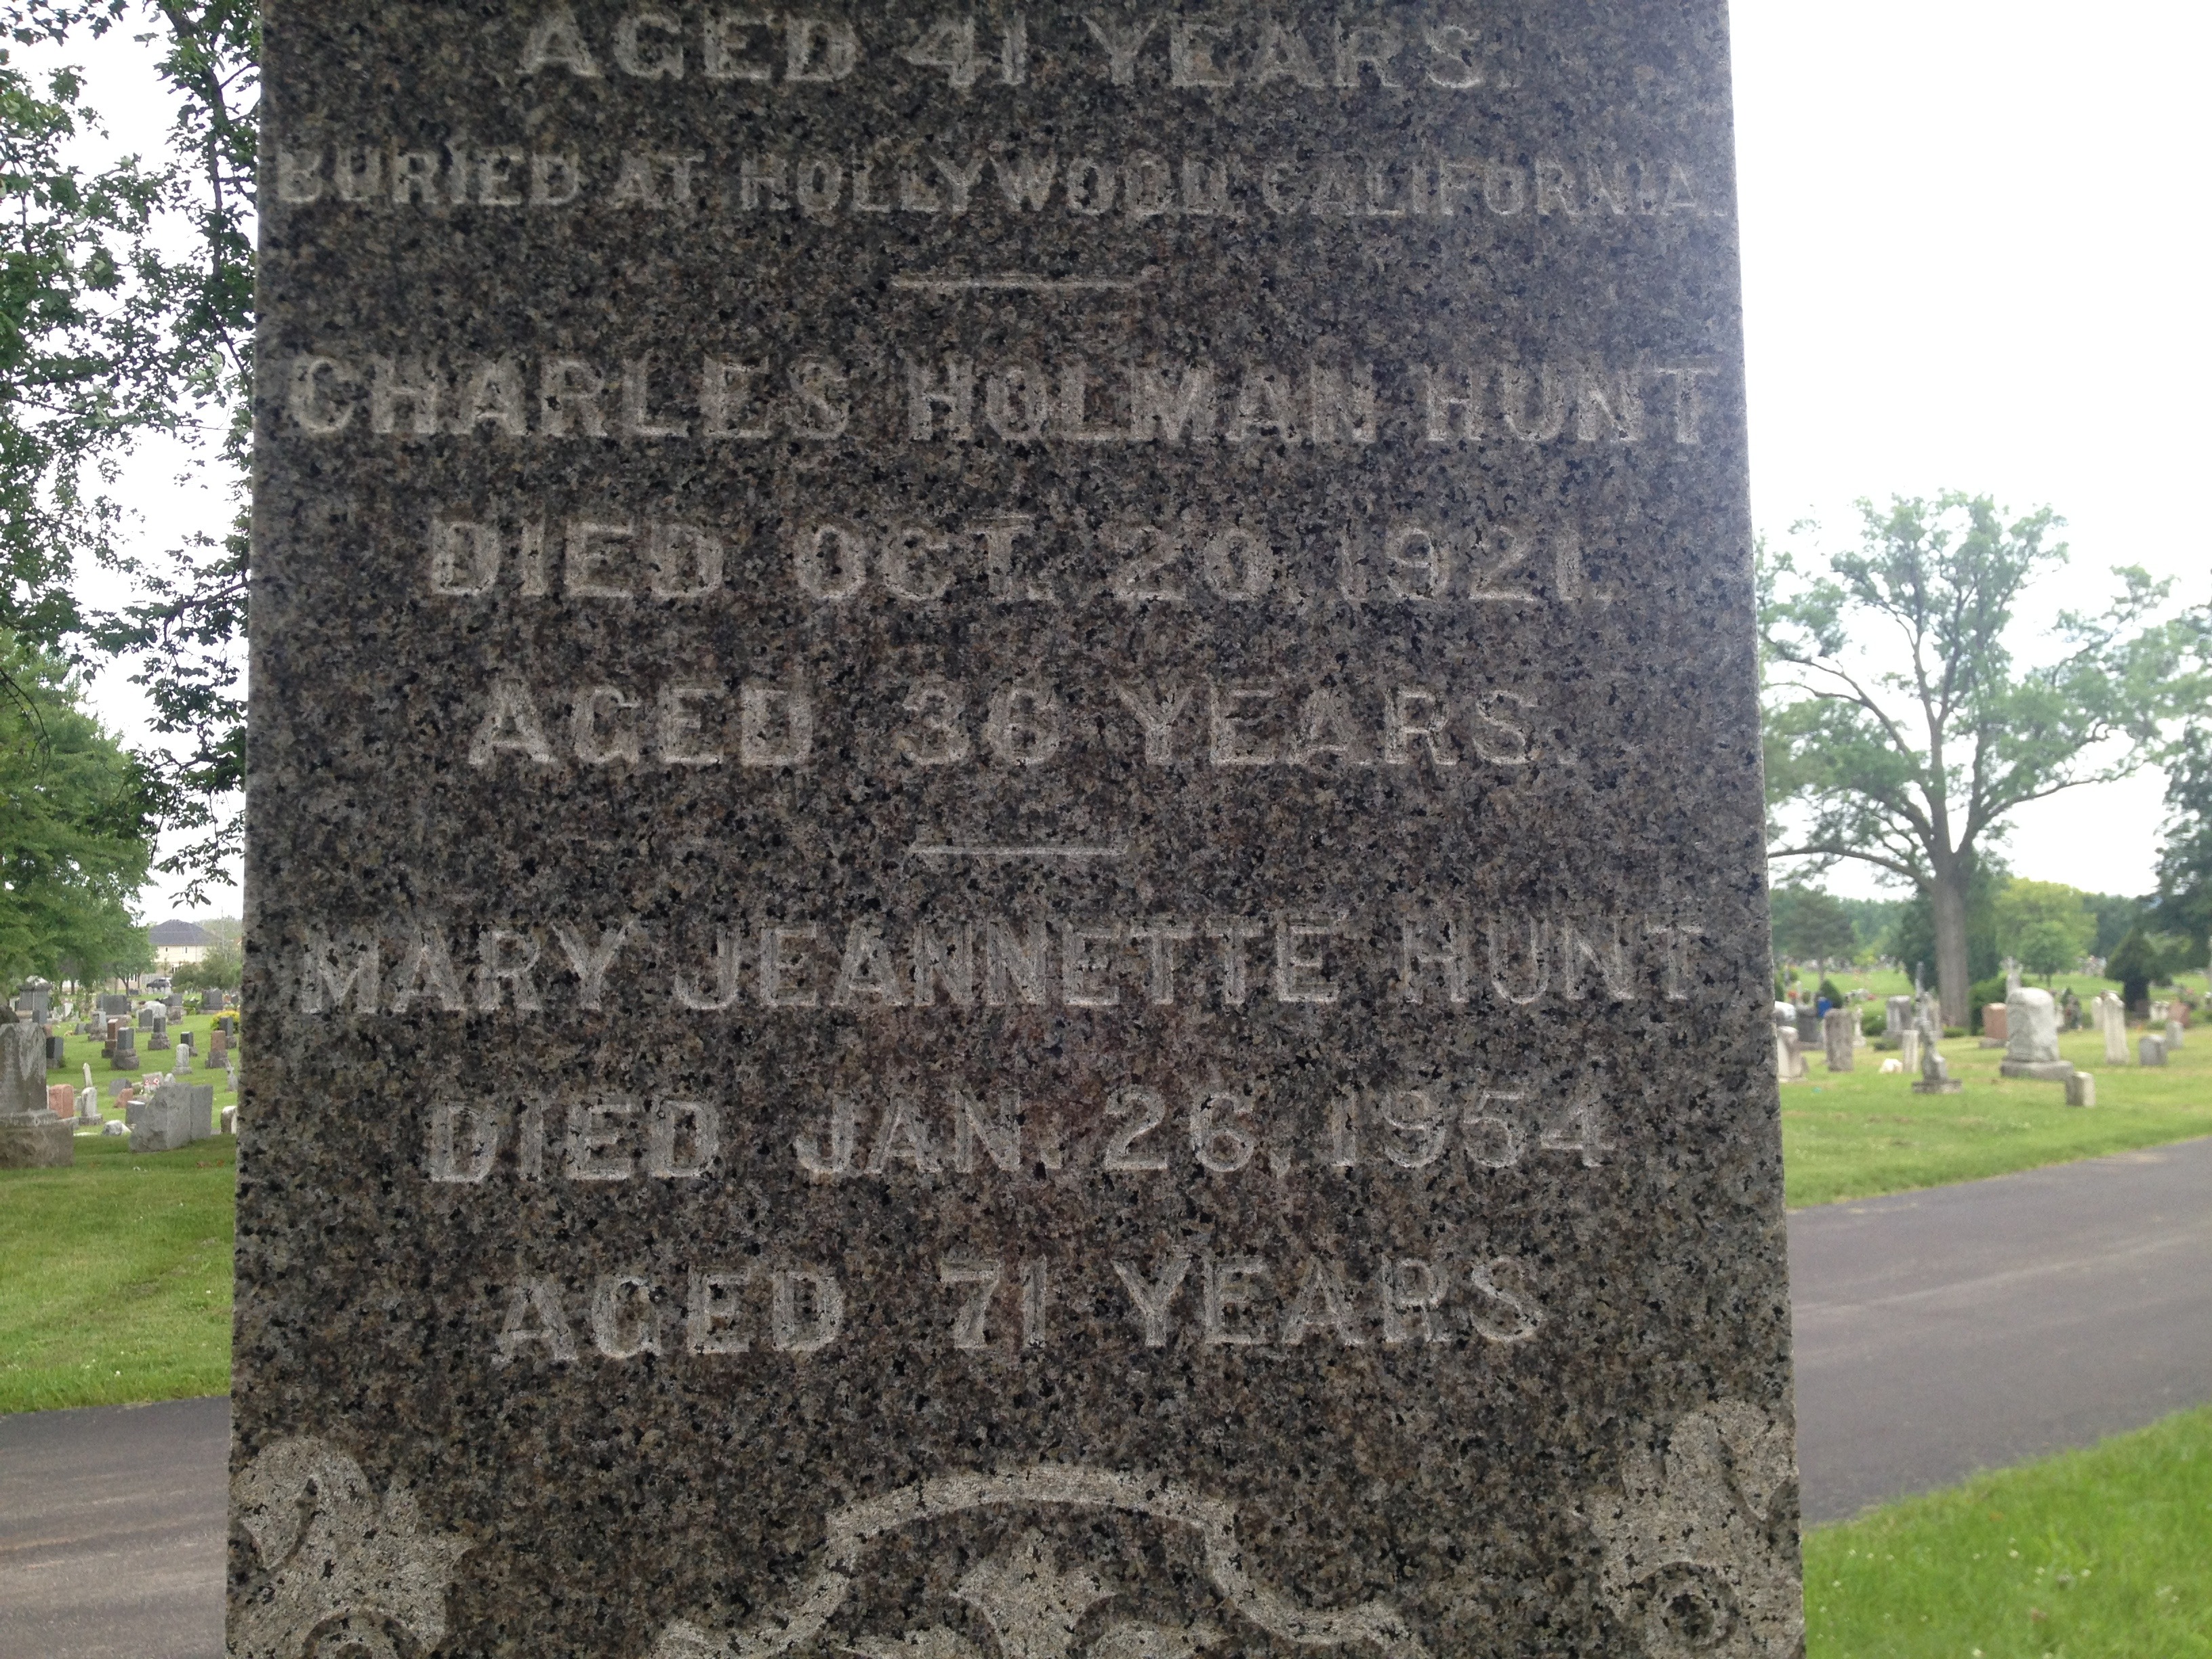 AGED 41 YEARS.
BURIED AT HOLLYWOOD, CALIFORNIA.
CHARLES HOLMAN HUNT
DIED OCT. 20, 1921.
AGED 36 YEARS.
MARY JEANNETTE HUNT
DIED JAN. 26, 1954
AGED 71 YEARS